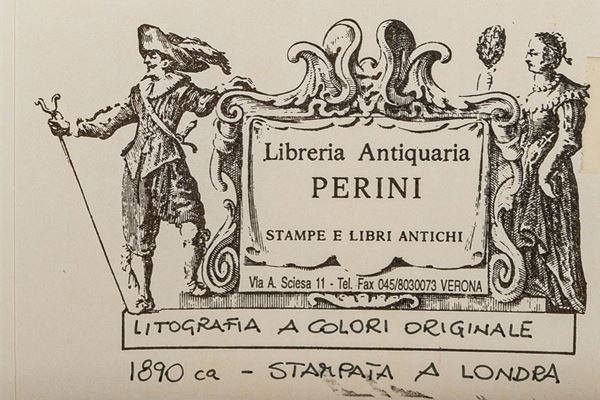 Libreria Antiquaria
PERINI
STAMPE E LIBRI ANTICHI
Via A. Sciesa 11 - Tel. Fax 045/8030073 VERONA
LITOGRAFIA A COLORI ORIGINALE
1890 ca - STAMPATA A LONDRA